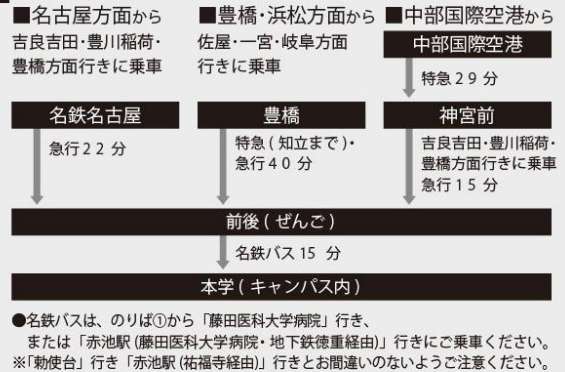 ■名古屋方面から
吉良吉田・豊川稲荷・
豊橋方面行きに乗車
名鉄名古屋
急行22 分
■豊橋・浜松方面から
佐屋・一宮・岐阜方面
行きに乗車
豊橋
特急(知立まで)・
急行40 分
■中部国際空港から
中部国際空港
特急29 分
神宮前
吉良吉田・豊川稲荷・
豊橋方面行きに乗車
急行15 分
前後(ぜんご)
名鉄バス15 分
本学(キャンパス内)
●名鉄バスは、のりば①から「藤田医科大学病院」行き、
または「赤池駅(藤田医科大学病院・地下鉄徳重経由)」行きにご乗車ください。
※「勅使台」行き「赤池駅(祐福寺経由)」行きとお間違いのないようご注意ください。